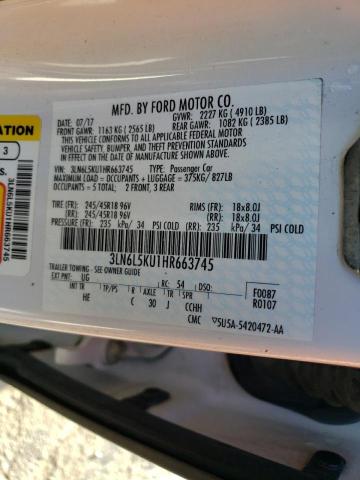 MFD. BY FORD MOTOR CO.
07/17 GVWR: 2227 KG ( 4910 LB)
FRONT GAWR: 1163 KG ( 2565 LB) REAR GAWR: 1082 KG ( 2385 LB)
THIS VEHICLE CONFORMS TO ALL APPLICABLE FEDERAL MOTOR
VEHICLE SAFETY, BUMPER, AND THEFT PREVENTION STANDARDS IN
EFFECT ON THE DATE OF MANUFACTURE SHOWN ABOVE.
VIN: 3LN6L5KU1HR663745 TYPE: Passenger Car
MAXIMUM LOAD = OCCUPANTS + LUGGAGE = 375KG/ 827LB
OCCUPANTS = 5 TOTAL; 2 FRONT, 3 REAR
TIRE (FR): 245/45R18 96V RIMS (FR): 18x8.0J
(RR): 245/45R18 96V (RR): 18x8.0J
PRESSURE: (FR) 235 kPa/ 34 PSI COLD (RR) 235 kPa/ 34 PSI COLD
3LN6L5KU1HR663745
TRAILER TOWING - SEE OWNER GUIDE
EXT PNT: UG RC: 54 DSO: F0087
INT TR TP/PS R AXLE TR SPR R0107
HE C 30 J CCHH
CMC 5U5A-5420472-AA
ATION
3
S.
3LN6L5KU1HR663745